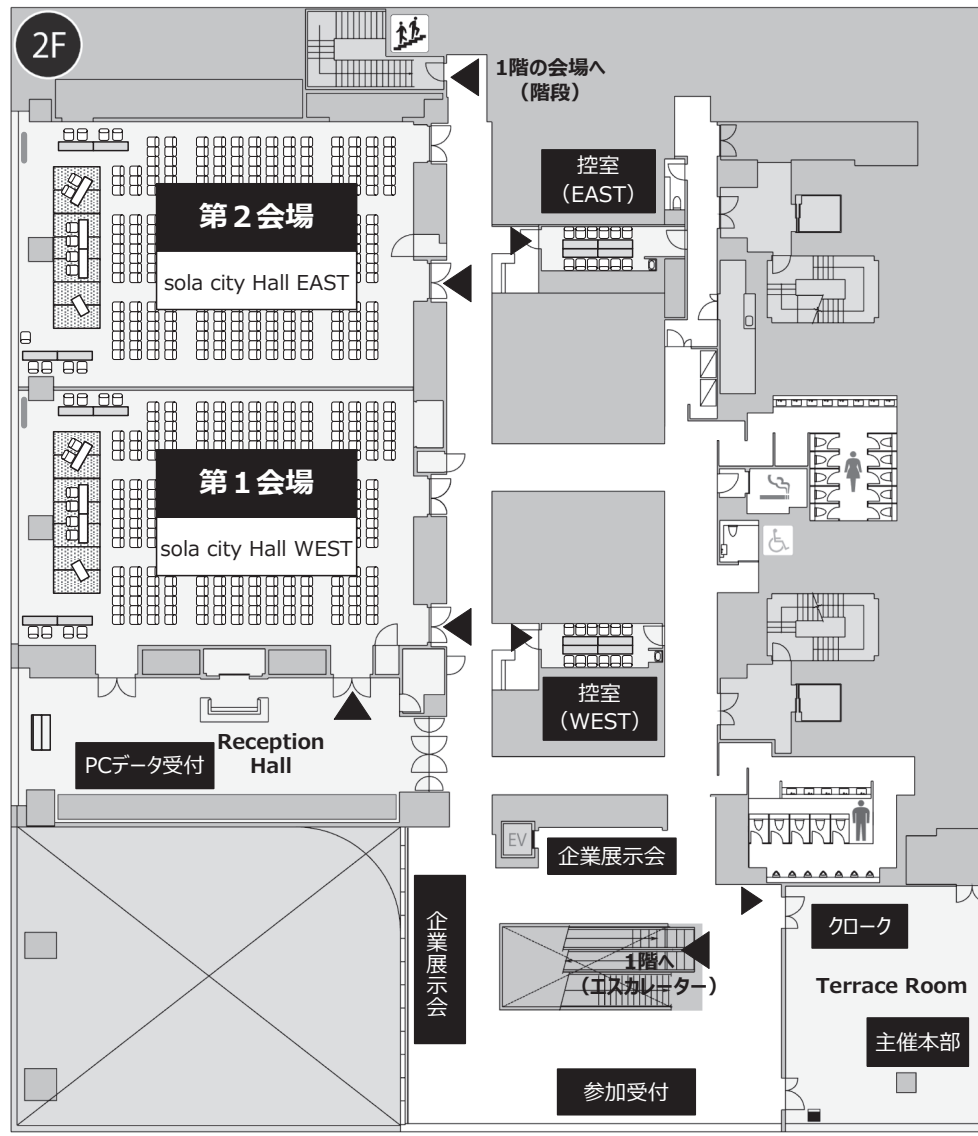 2F
1階の会場へ
（階段）
控室
（EAST）
第２会場
sola city Hall EAST
第１会場
sola city Hall WEST
控室
（WEST）
Reception
Hall
PCデータ受付
EV
企業展示会
企業展示会
クローク
1階へ
（エスカレーター）
Terrace Room
主催本部
参加受付